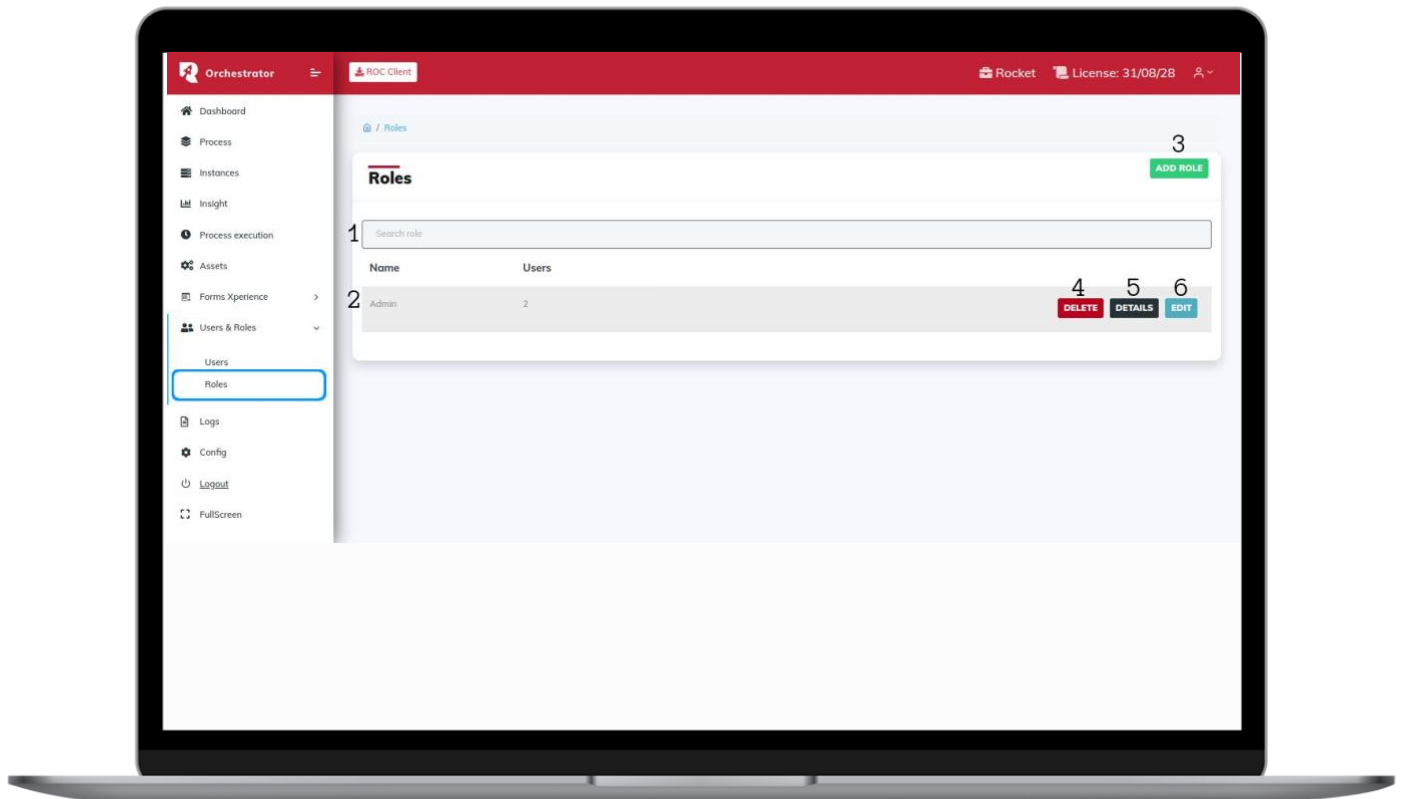 Orchestrator
ROC Client
Rocket
License: 31/08/28
Dashboard
Process
Instances
Insight
Process execution
Assets
Forms Xperience
Users & Roles
Users
Roles
Logs
Config
Logout
FullScreen
/ Roles
3
Roles
ADD ROLE
1 Search role
Name Users
4 5 6
2 Admin 2 DELETE DETAILS EDIT